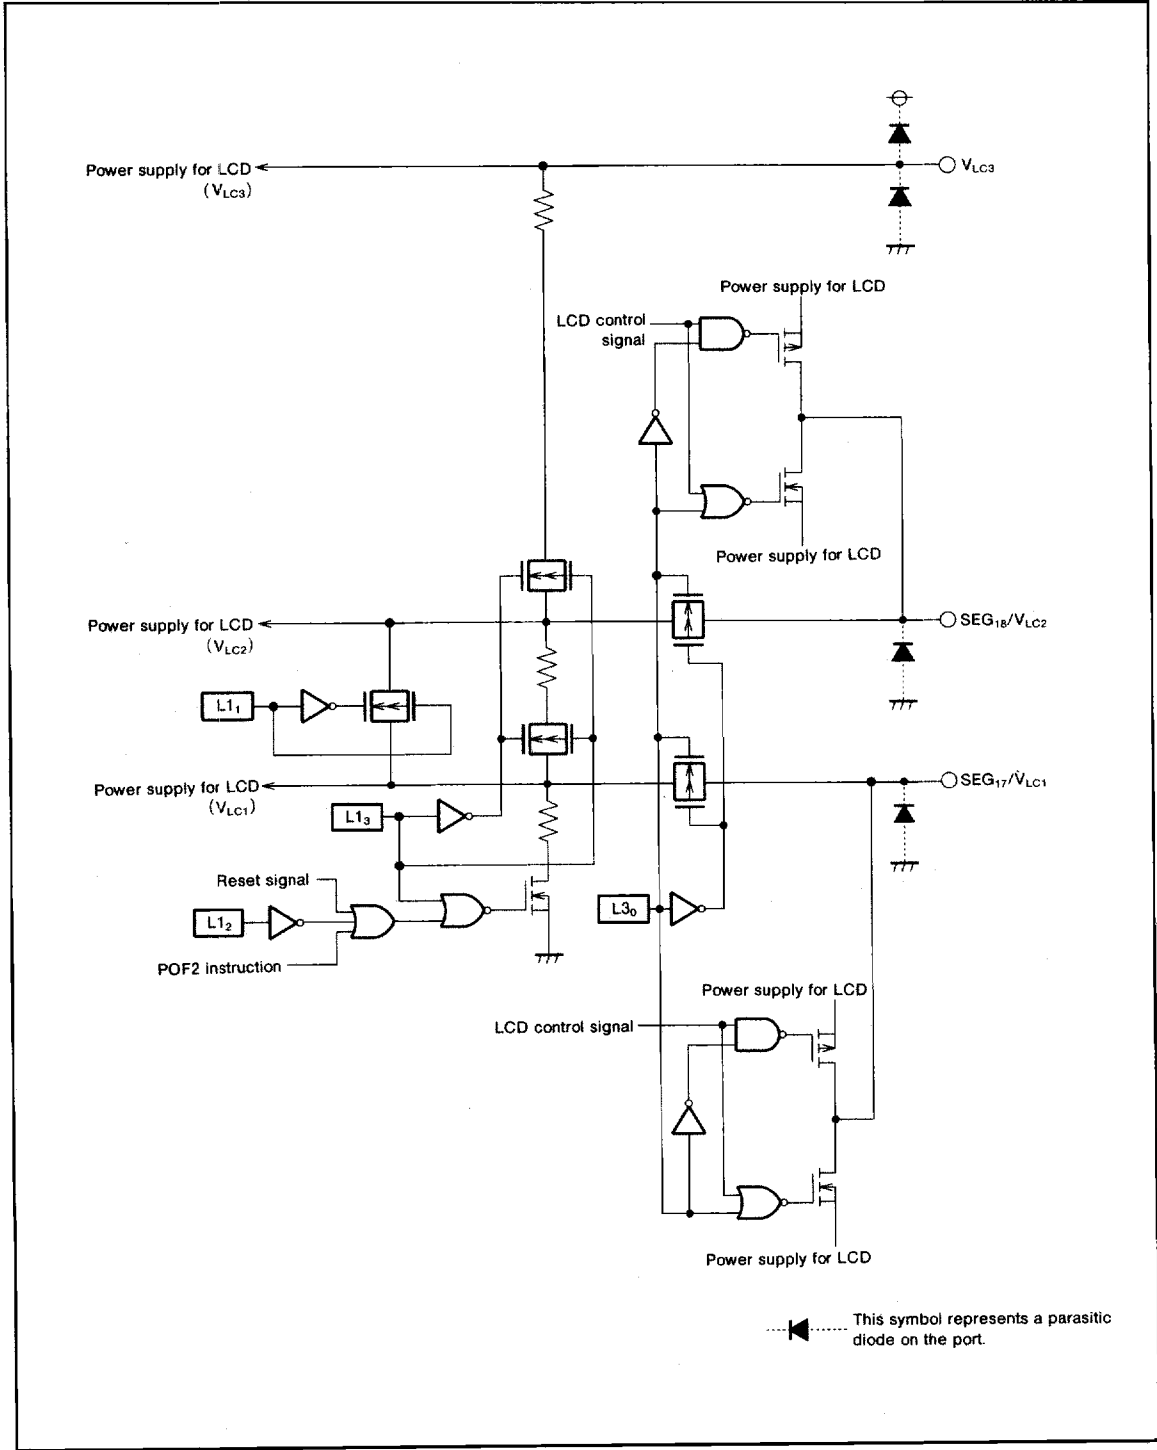 Power supply for LCD
(VLC3)
VLC3
Power supply for LCD
LCD control
signal
Power supply for LCD
Power supply for LCD
(VLC2)
SEG18/VLC2
L11
Power supply for LCD
(VLC1)
SEG17/VLC1
L13
Reset signal
L12
L30
POF2 instruction
Power supply for LCD
LCD control signal
Power supply for LCD
This symbol represents a parasitic
diode on the port.